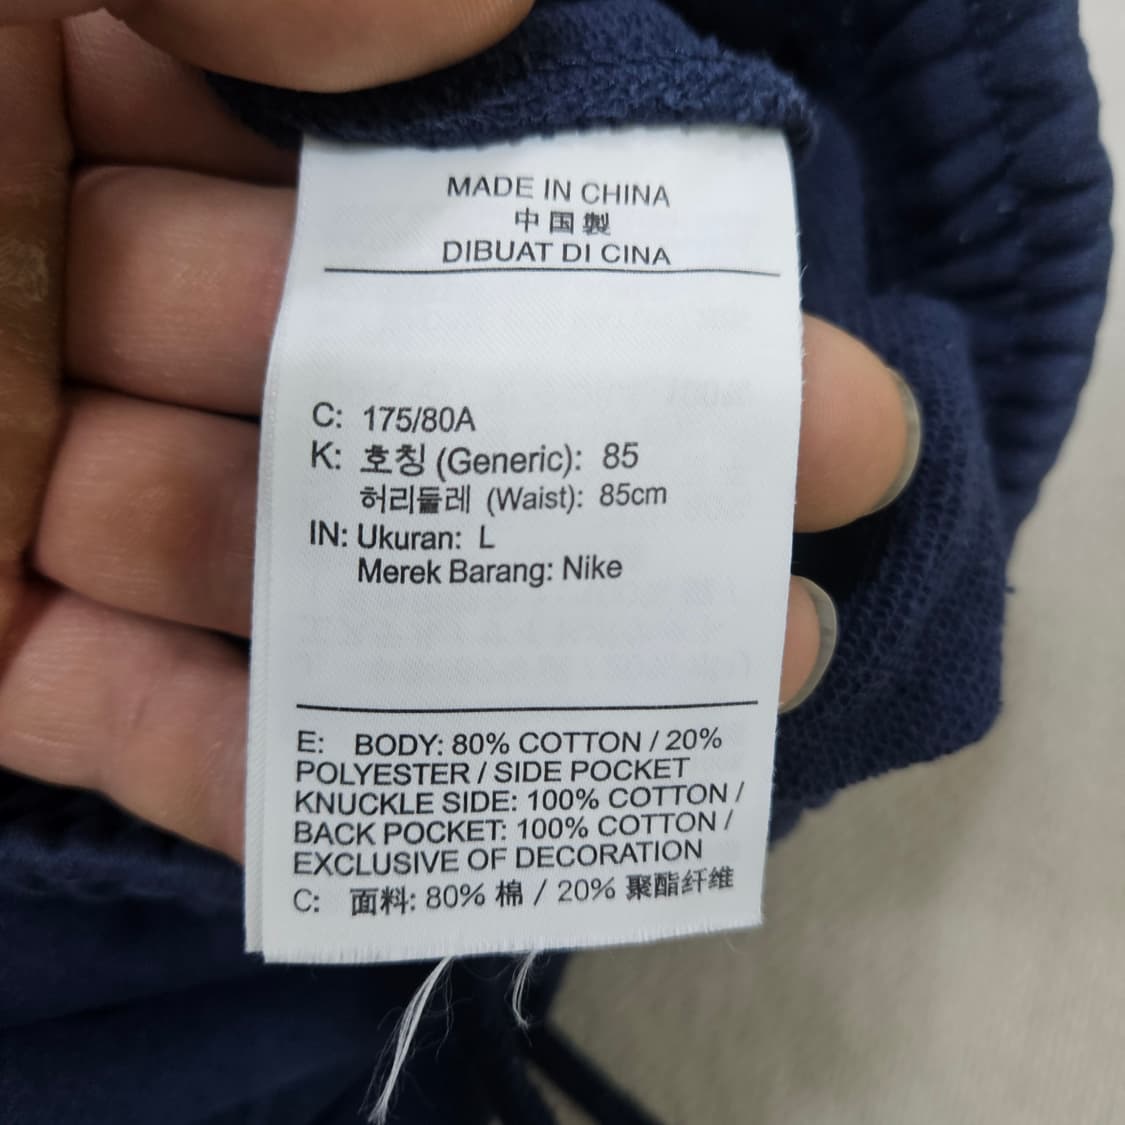 MADE IN CHINA
中国製
DIBUAT DI CINA
C: 175/80A
K: 호칭 (Generic): 85
허리둘레 (Waist): 85cm
IN: Ukuran: L
Merek Barang: Nike
E: BODY: 80% COTTON / 20%
POLYESTER / SIDE POCKET
KNUCKLE SIDE: 100% COTTON /
BACK POCKET: 100% COTTON /
EXCLUSIVE OF DECORATION
C: 面料: 80% 棉 / 20% 聚酯纤维